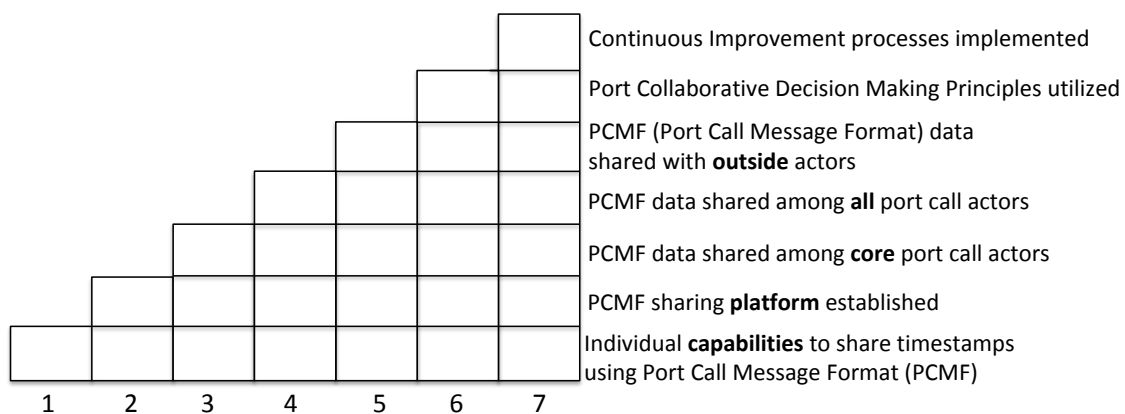 Continuous Improvement processes implemented
Port Collaborative Decision Making Principles utilized
PCMF (Port Call Message Format) data
shared with outside actors
PCMF data shared among all port call actors
PCMF data shared among core port call actors
PCMF sharing platform established
Individual capabilities to share timestamps
using Port Call Message Format (PCMF)
1 2 3 4 5 6 7